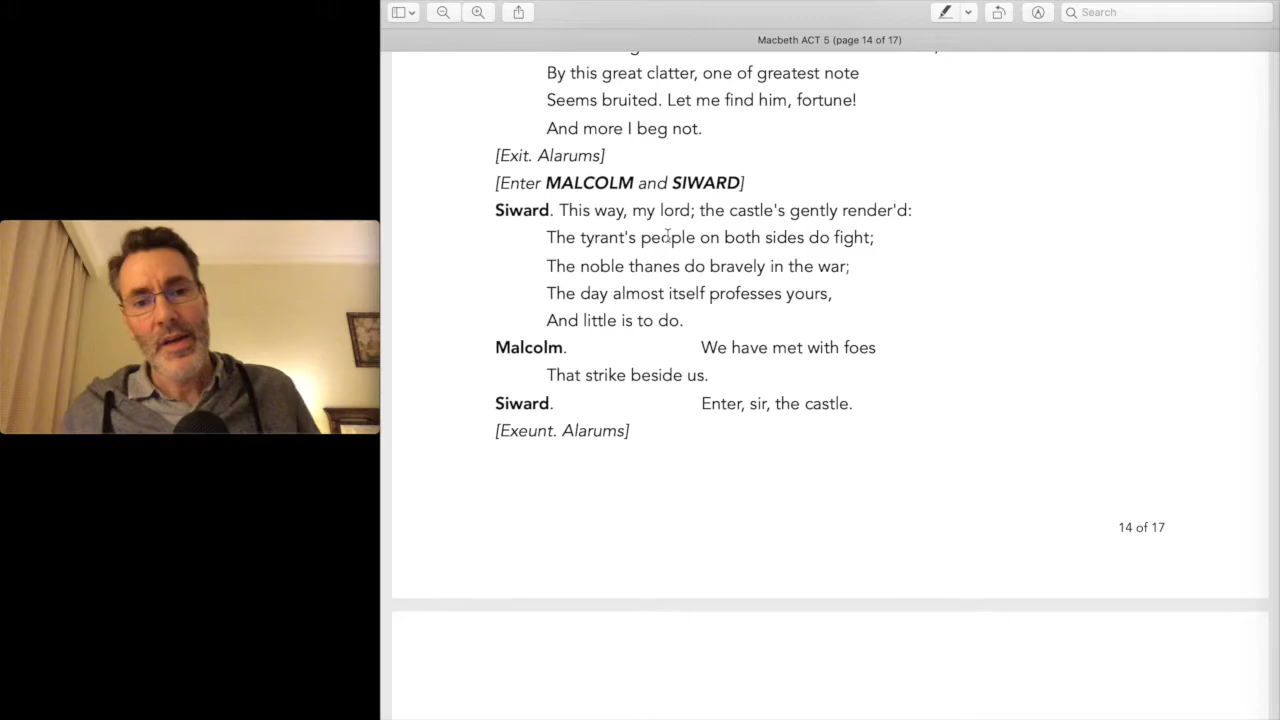 Search
Macbeth ACT 5 (page 14 of 17)
By this great clatter, one of greatest note
Seems bruited. Let me find him, fortune!
And more I beg not.
[Exit. Alarums]
[Enter MALCOLM and SIWARD]
Siward. This way, my lord; the castle's gently render'd:
The tyrant's people on both sides do fight;
The noble thanes do bravely in the war;
The day almost itself professes yours,
And little is to do.
Malcolm. We have met with foes
That strike beside us.
Siward. Enter, sir, the castle.
[Exeunt. Alarums]
14 of 17